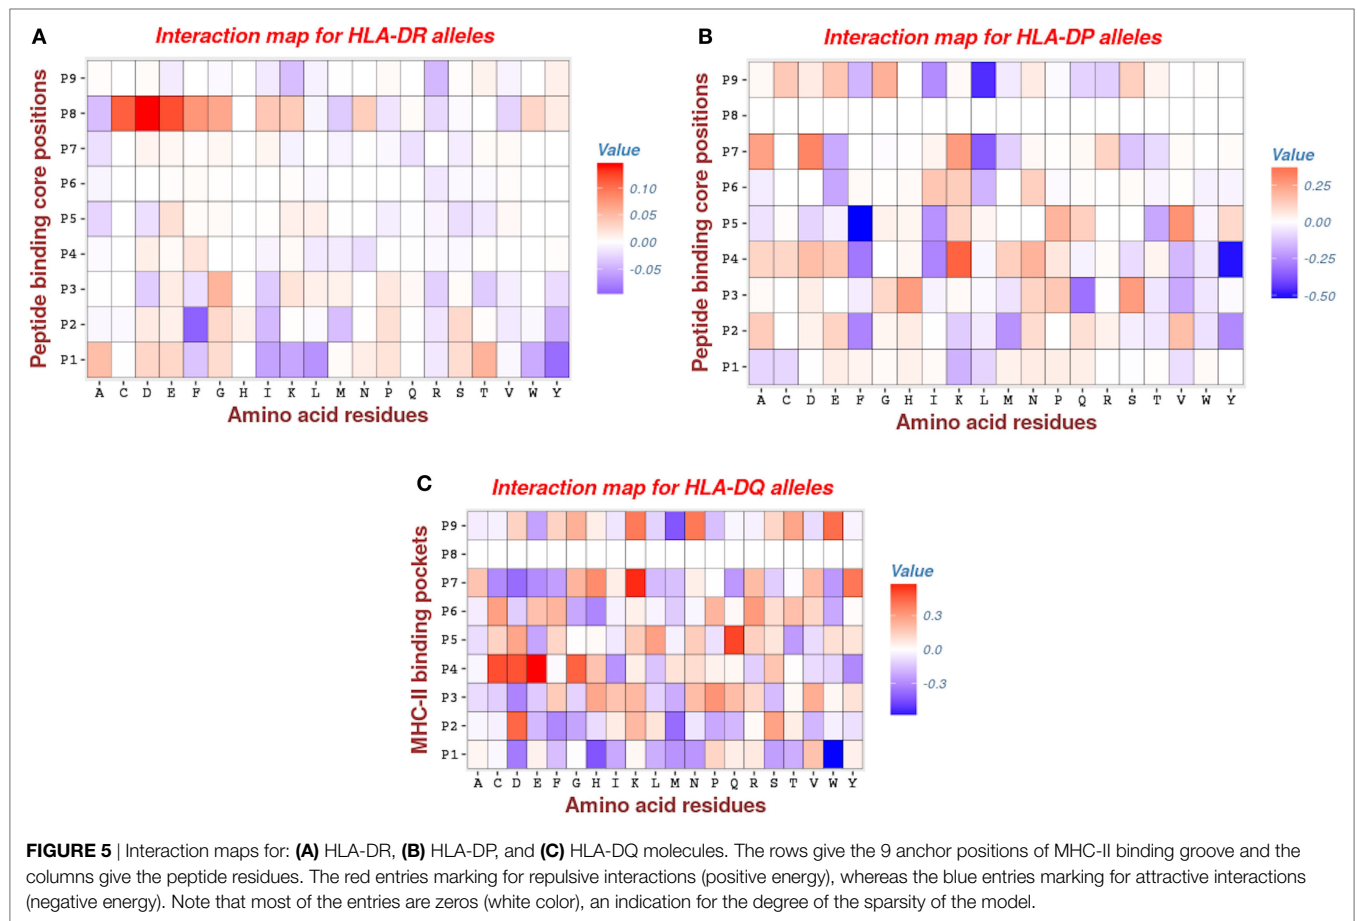 A
Interaction map for HLA-DR alleles
Peptide binding core positions
P9
P8
P7
P6
P5
P4
P3
P2
P1
A C D E F G H I K L M N P Q R S T V W Y
Amino acid residues
Value
0.10
0.05
0.00
-0.05
B
Interaction map for HLA-DP alleles
Peptide binding core positions
P9
P8
P7
P6
P5
P4
P3
P2
P1
A C D E F G H I K L M N P Q R S T V W Y
Amino acid residues
Value
0.25
0.00
-0.25
-0.50
C
Interaction map for HLA-DQ alleles
MHC-II binding pockets
P9
P8
P7
P6
P5
P4
P3
P2
P1
A C D E F G H I K L M N P Q R S T V W Y
Amino acid residues
Value
0.3
0.0
-0.3
FIGURE 5 | Interaction maps for: (A) HLA-DR, (B) HLA-DP, and (C) HLA-DQ molecules. The rows give the 9 anchor positions of MHC-II binding groove and the
columns give the peptide residues. The red entries marking for repulsive interactions (positive energy), whereas the blue entries marking for attractive interactions
(negative energy). Note that most of the entries are zeros (white color), an indication for the degree of the sparsity of the model.